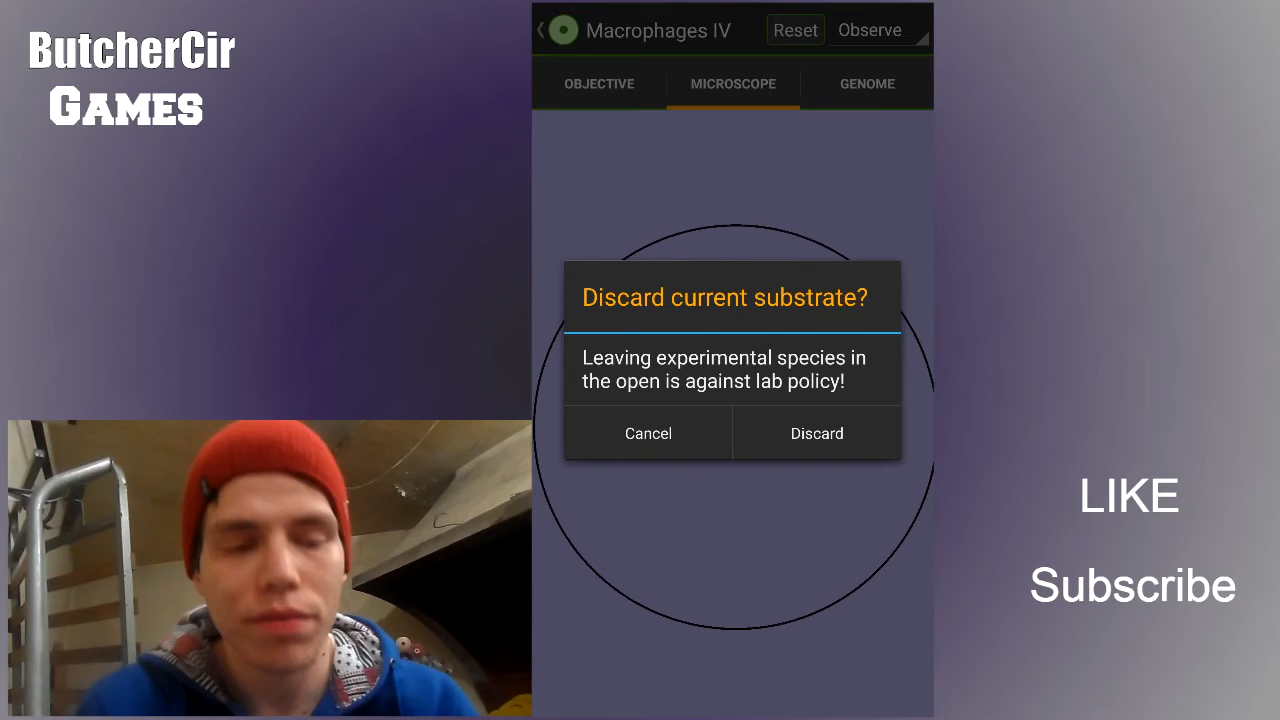 ButcherCir
GAMES
Macrophages IV
Reset
Observe
OBJECTIVE
MICROSCOPE
GENOME
Discard current substrate?
Leaving experimental species in
the open is against lab policy!
Cancel
Discard
LIKE
Subscribe